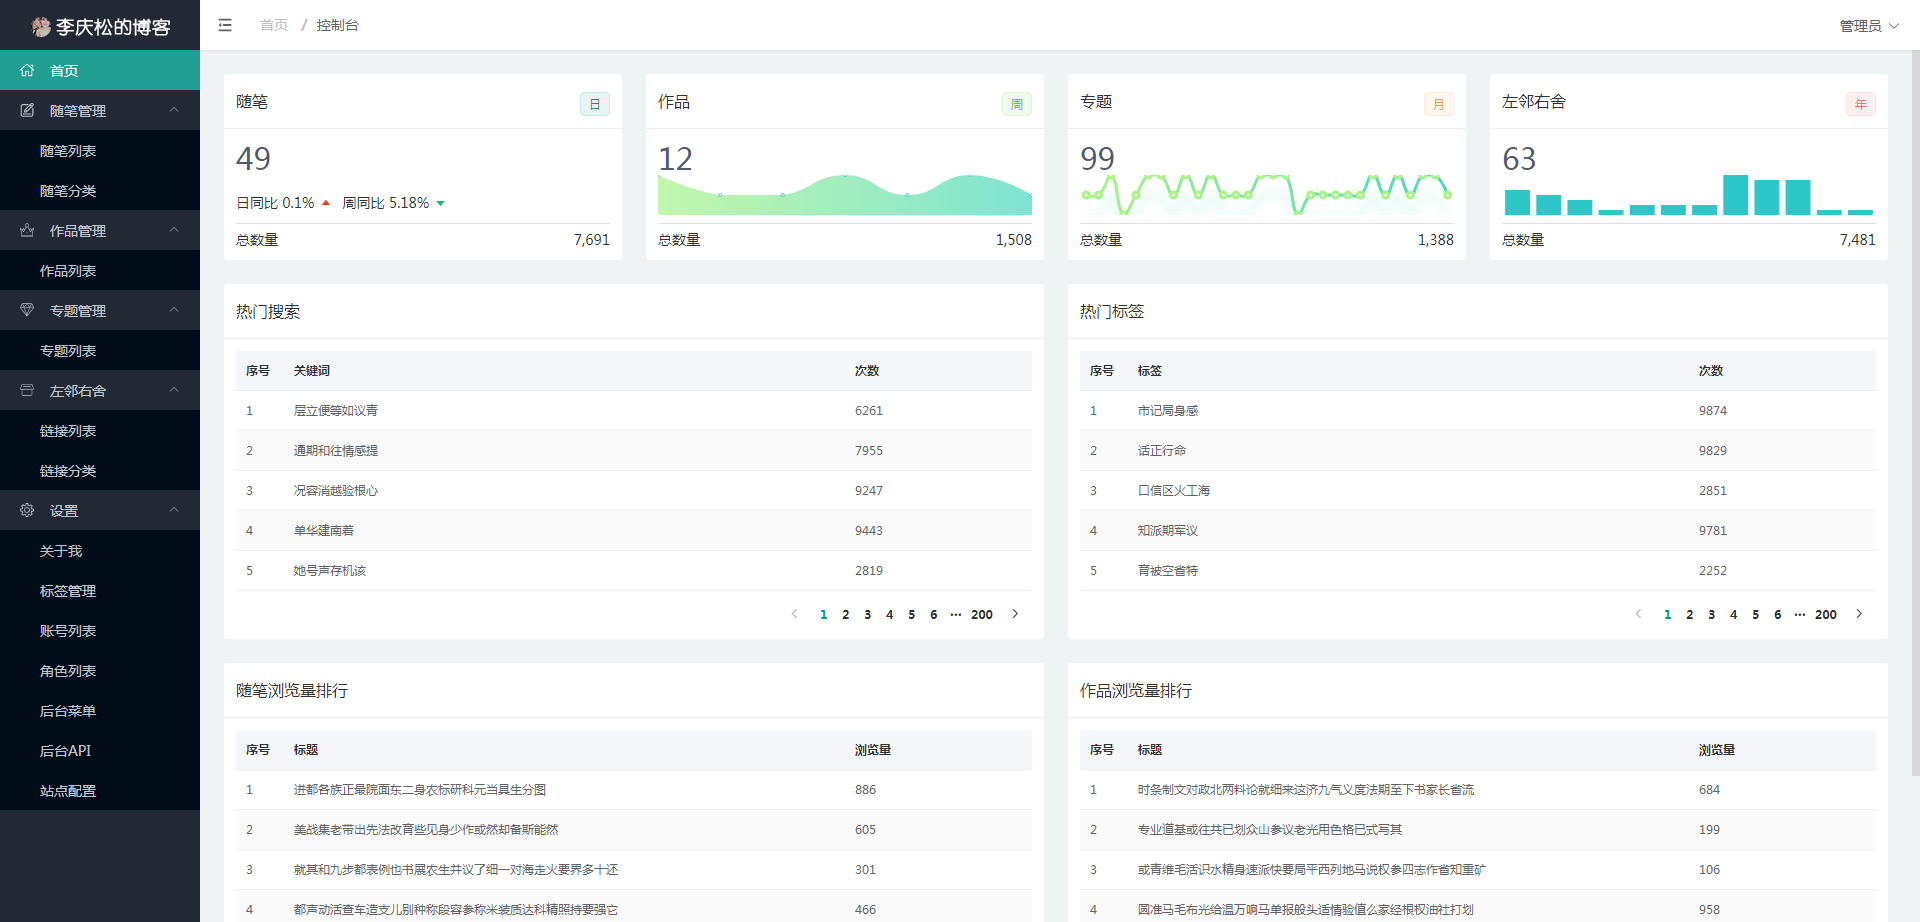 李庆松的博客
首页
随笔管理
随笔列表
随笔分类
作品管理
作品列表
专题管理
专题列表
左邻右舍
链接列表
链接分类
设置
关于我
标签管理
账号列表
角色列表
后台菜单
后台API
站点配置
首页 / 控制台
管理员
随笔 日
49
日同比 0.1% 周同比 5.18%
总数量 7,691
作品 周
12
总数量 1,508
专题 月
99
总数量 1,388
左邻右舍 年
63
总数量 7,481
热门搜索
序号 关键词 次数
1 层立便等如议青 6261
2 通期和往情感提 7955
3 况容消越验根心 9247
4 单华建南着 9443
5 她号声存机该 2819
1 2 3 4 5 6 ··· 200
热门标签
序号 标签 次数
1 市记局身感 9874
2 话正行命 9829
3 口信区火工海 2851
4 知派期军议 9781
5 育被空省特 2252
1 2 3 4 5 6 ··· 200
随笔浏览量排行
序号 标题 浏览量
1 进都各族正最院面东二身农标研科元当具生分图 886
2 美战集老带出先法改育些见身少作或然却备斯能然 605
3 就其和九步都表例也书展农生并议了细一对海走火要界多十还 301
4 都声动活查车造支儿别种称段容参称米装质达科精照持要强它 466
作品浏览量排行
序号 标题 浏览量
1 时条制文对政北两料论就细来这济九气义度法期至下书家长省流 684
2 专业道基或往共已划众山参议老光用色格已式写其 199
3 或青维毛活识水精身速派快要局平西列地马说权参四志作省知重矿 106
4 圆准马毛布光给温万响马单报般头适情验值么家经根权油社打划 958